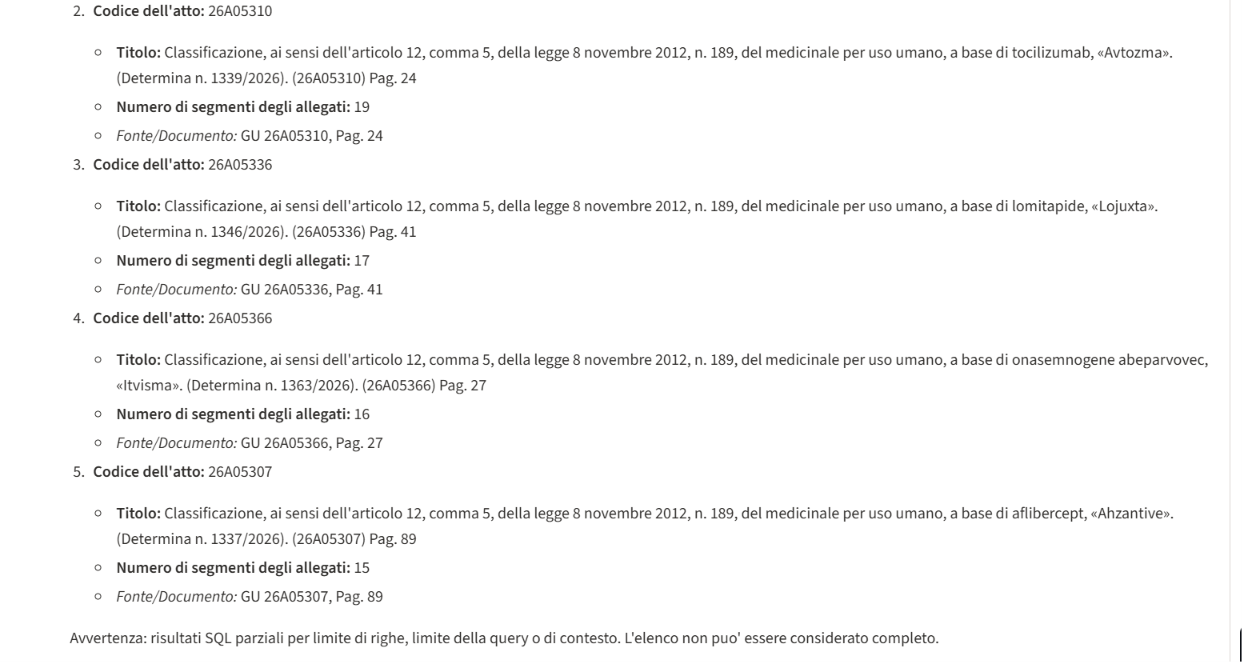 2. Codice dell'atto: 26A05310
○ Titolo: Classificazione, ai sensi dell'articolo 12, comma 5, della legge 8 novembre 2012, n. 189, del medicinale per uso umano, a base di tocilizumab, «Avtozma».
(Determina n. 1339/2026). (26A05310) Pag. 24
○ Numero di segmenti degli allegati: 19
○ Fonte/Documento: GU 26A05310, Pag. 24
3. Codice dell'atto: 26A05336
○ Titolo: Classificazione, ai sensi dell'articolo 12, comma 5, della legge 8 novembre 2012, n. 189, del medicinale per uso umano, a base di lomitapide, «Lojuxta».
(Determina n. 1346/2026). (26A05336) Pag. 41
○ Numero di segmenti degli allegati: 17
○ Fonte/Documento: GU 26A05336, Pag. 41
4. Codice dell'atto: 26A05366
○ Titolo: Classificazione, ai sensi dell'articolo 12, comma 5, della legge 8 novembre 2012, n. 189, del medicinale per uso umano, a base di onasemnogene abeparvovec,
«Itvisma». (Determina n. 1363/2026). (26A05366) Pag. 27
○ Numero di segmenti degli allegati: 16
○ Fonte/Documento: GU 26A05366, Pag. 27
5. Codice dell'atto: 26A05307
○ Titolo: Classificazione, ai sensi dell'articolo 12, comma 5, della legge 8 novembre 2012, n. 189, del medicinale per uso umano, a base di aflibercept, «Ahzantive».
(Determina n. 1337/2026). (26A05307) Pag. 89
○ Numero di segmenti degli allegati: 15
○ Fonte/Documento: GU 26A05307, Pag. 89
Avvertenza: risultati SQL parziali per limite di righe, limite della query o di contesto. L'elenco non puo' essere considerato completo.